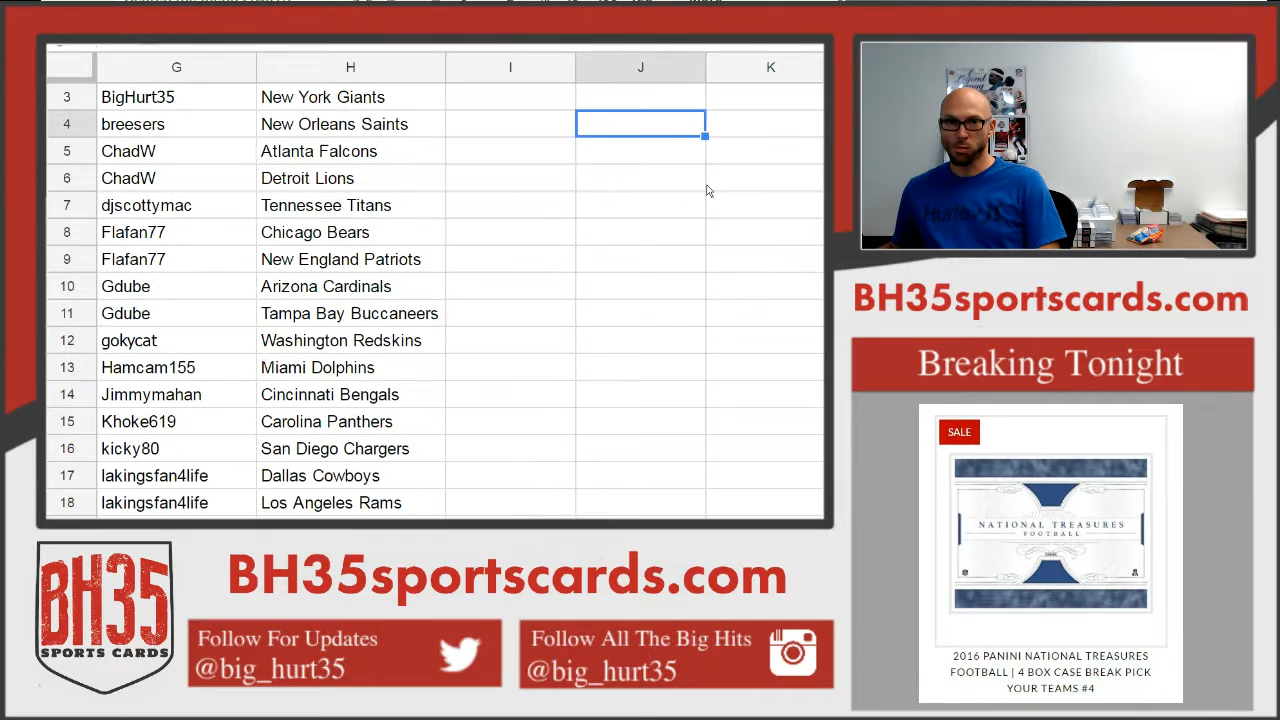 G H I J K
3 BigHurt35 New York Giants
4 breesers New Orleans Saints
5 ChadW Atlanta Falcons
6 ChadW Detroit Lions
7 djscottymac Tennessee Titans
8 Flafan77 Chicago Bears
9 Flafan77 New England Patriots
10 Gdube Arizona Cardinals
11 Gdube Tampa Bay Buccaneers
12 gokycat Washington Redskins
13 Hamcam155 Miami Dolphins
14 Jimmymahan Cincinnati Bengals
15 Khoke619 Carolina Panthers
16 kicky80 San Diego Chargers
17 lakingsfan4life Dallas Cowboys
18 lakingsfan4life Los Angeles Rams
BH35sportscards.com
Breaking Tonight
SALE
NATIONAL TREASURES
FOOTBALL
2016 PANINI NATIONAL TREASURES
FOOTBALL | 4 BOX CASE BREAK PICK
YOUR TEAMS #4
BH35
SPORTS CARDS
BH35sportscards.com
Follow For Updates
@big_hurt35
Follow All The Big Hits
@big_hurt35